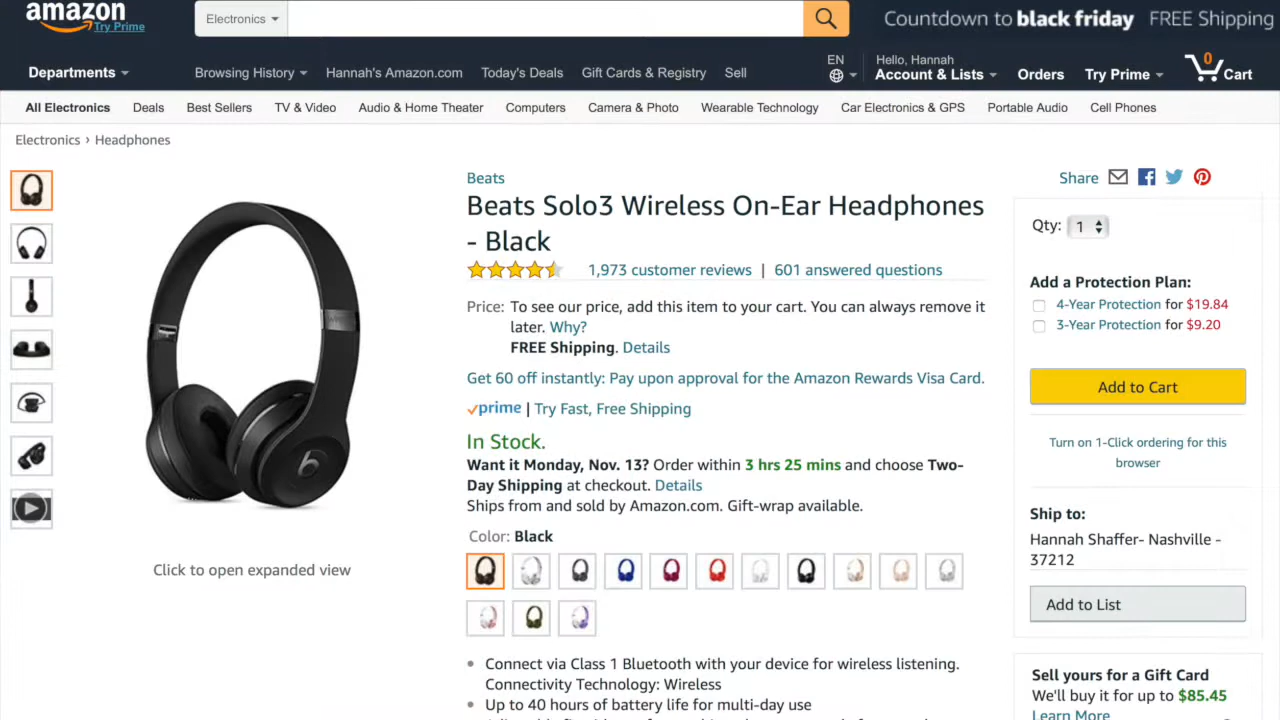 amazon
Try Prime
Electronics
Countdown to black friday FREE Shipping
Departments
Browsing History
Hannah's Amazon.com
Today's Deals
Gift Cards & Registry
Sell
EN
Hello, Hannah
Account & Lists
Orders
Try Prime
0
Cart
All Electronics
Deals
Best Sellers
TV & Video
Audio & Home Theater
Computers
Camera & Photo
Wearable Technology
Car Electronics & GPS
Portable Audio
Cell Phones
Electronics › Headphones
Beats
Beats Solo3 Wireless On-Ear Headphones
- Black
1,973 customer reviews | 601 answered questions
Price: To see our price, add this item to your cart. You can always remove it
later. Why?
FREE Shipping. Details
Get 60 off instantly: Pay upon approval for the Amazon Rewards Visa Card.
prime | Try Fast, Free Shipping
In Stock.
Want it Monday, Nov. 13? Order within 3 hrs 25 mins and choose Two-
Day Shipping at checkout. Details
Ships from and sold by Amazon.com. Gift-wrap available.
Color: Black
Click to open expanded view
• Connect via Class 1 Bluetooth with your device for wireless listening.
Connectivity Technology: Wireless
• Up to 40 hours of battery life for multi-day use
Share
Qty: 1
Add a Protection Plan:
4-Year Protection for $19.84
3-Year Protection for $9.20
Add to Cart
Turn on 1-Click ordering for this
browser
Ship to:
Hannah Shaffer- Nashville -
37212
Add to List
Sell yours for a Gift Card
We'll buy it for up to $85.45
Learn More